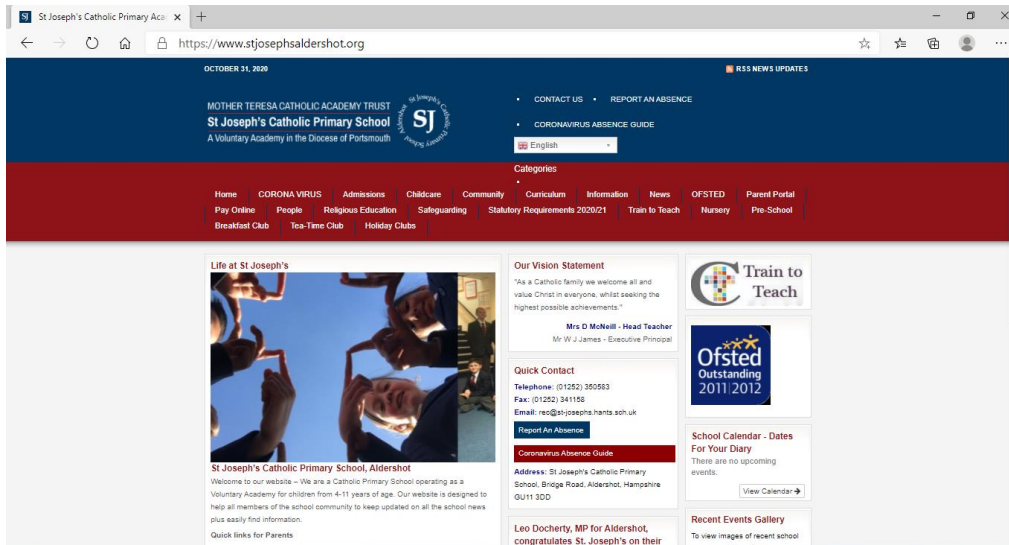 St Joseph's Catholic Primary Aca
https://www.stjosephsaldershot.org
OCTOBER 31, 2020
RSS NEWS UPDATES
MOTHER TERESA CATHOLIC ACADEMY TRUST
St Joseph's Catholic Primary School
A Voluntary Academy in the Diocese of Portsmouth
St Joseph's Catholic Primary School Aldershot
SJ
• CONTACT US • REPORT AN ABSENCE
• CORONAVIRUS ABSENCE GUIDE
English
Categories
Home CORONA VIRUS Admissions Childcare Community Curriculum Information News OFSTED Parent Portal
Pay Online People Religious Education Safeguarding Statutory Requirements 2020/21 Train to Teach Nursery Pre-School
Breakfast Club Tea-Time Club Holiday Clubs
Life at St Joseph's
St Joseph's Catholic Primary School, Aldershot
Welcome to our website – We are a Catholic Primary School operating as a
Voluntary Academy for children from 4-11 years of age. Our website is designed to
help all members of the school community to keep updated on all the school news
plus easily find information.
Quick links for Parents
Our Vision Statement
"As a Catholic family we welcome all and
value Christ in everyone, whilst seeking the
highest possible achievements."
Mrs D McNeill - Head Teacher
Mr W J James - Executive Principal
Quick Contact
Telephone: (01252) 350583
Fax: (01252) 341158
Email: rec@st-josephs.hants.sch.uk
Report An Absence
Coronavirus Absence Guide
Address: St Joseph's Catholic Primary
School, Bridge Road, Aldershot, Hampshire
GU11 3DD
Leo Docherty, MP for Aldershot,
congratulates St. Joseph's on their
Train to
Teach
Ofsted
Outstanding
2011|2012
School Calendar - Dates
For Your Diary
There are no upcoming
events.
View Calendar
Recent Events Gallery
To view images of recent school